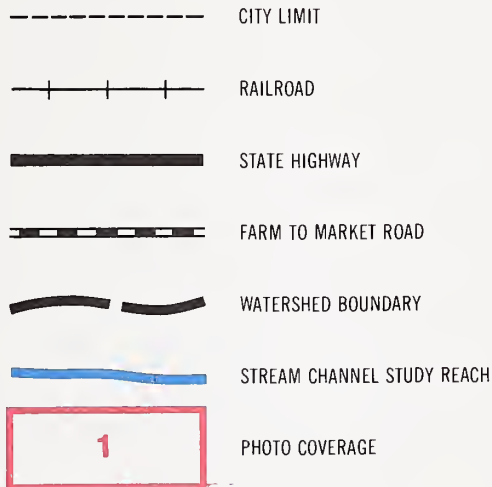 CITY LIMIT
RAILROAD
STATE HIGHWAY
FARM TO MARKET ROAD
WATERSHED BOUNDARY
STREAM CHANNEL STUDY REACH
1 PHOTO COVERAGE